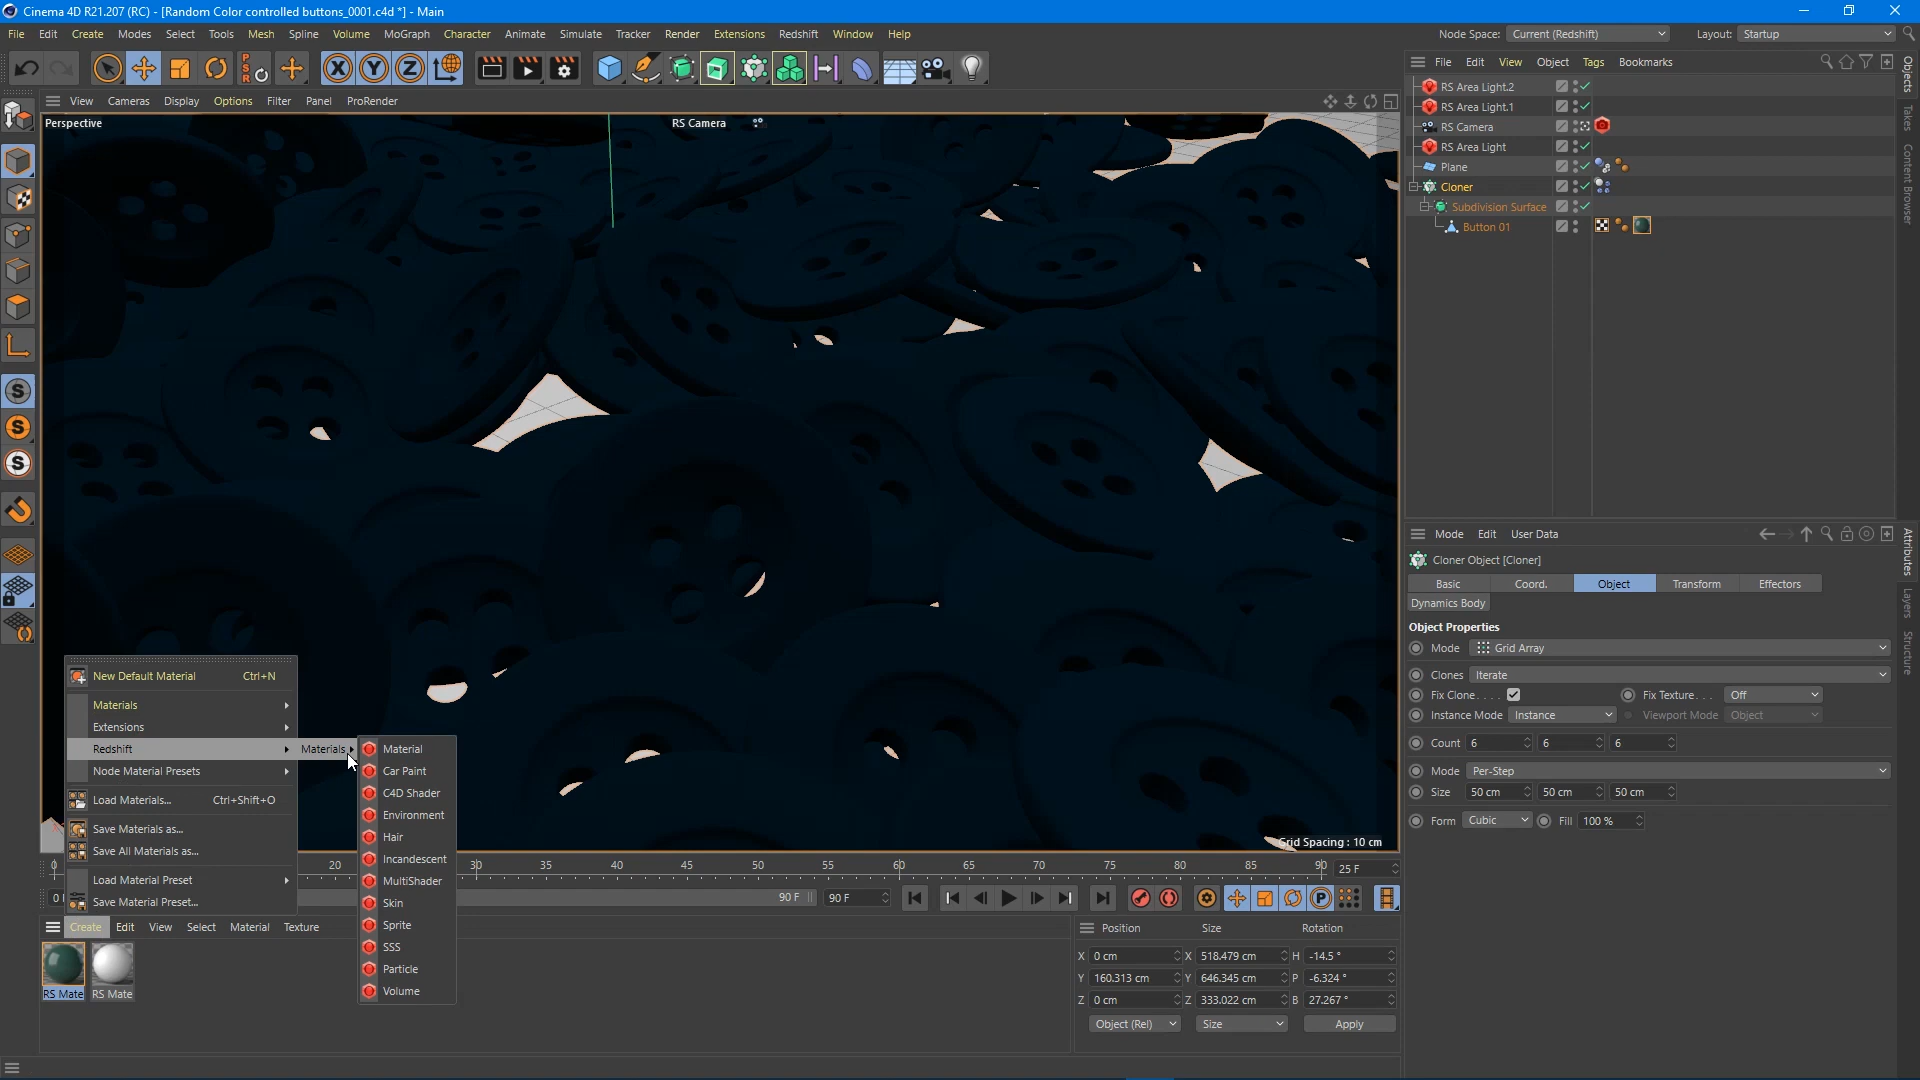 Cinema 4D R21.207 (RC) - [Random Color controlled buttons_0001.c4d *] - Main
File Edit Create Modes Select Tools Mesh Spline Volume MoGraph Character Animate Simulate Tracker Render Extensions Redshift Window Help
Node Space: Current (Redshift) Layout: Startup
PSR X Y Z
View Cameras Display Options Filter Panel ProRender
Perspective
RS Camera
File Edit View Object Tags Bookmarks
RS Area Light.2
RS Area Light.1
RS Camera
RS Area Light
Plane
Cloner
Subdivision Surface
Button 01
Objects
Takes
Content Browser
S
S
S
Mode Edit User Data
Attributes
Layers
Structure
Cloner Object [Cloner]
Basic Coord. Object Transform Effectors
Dynamics Body
Object Properties
Mode Grid Array
Clones Iterate
Fix Clone. . . . Fix Texture. . . Off
Instance Mode Instance Viewport Mode Object
Count 6 6 6
Mode Per-Step
Size 50 cm 50 cm 50 cm
Form Cubic Fill 100 %
New Default Material Ctrl+N
Materials
Extensions
Redshift
Node Material Presets
Load Materials... Ctrl+Shift+O
Save Materials as...
Save All Materials as...
Load Material Preset
Save Material Preset...
Materials
Material
Car Paint
C4D Shader
Environment
Hair
Incandescent
MultiShader
Skin
Sprite
SSS
Particle
Volume
Grid Spacing : 10 cm
0 20 30 35 40 45 50 55 60 65 70 75 80 85 90 25 F
0 90 F 90 F P
Create Edit View Select Material Texture
RS Mate RS Mate
Position Size Rotation
X 0 cm X 518.479 cm H -14.5 °
Y 160.313 cm Y 646.345 cm P -6.324 °
Z 0 cm Z 333.022 cm B 27.267 °
Object (Rel) Size Apply